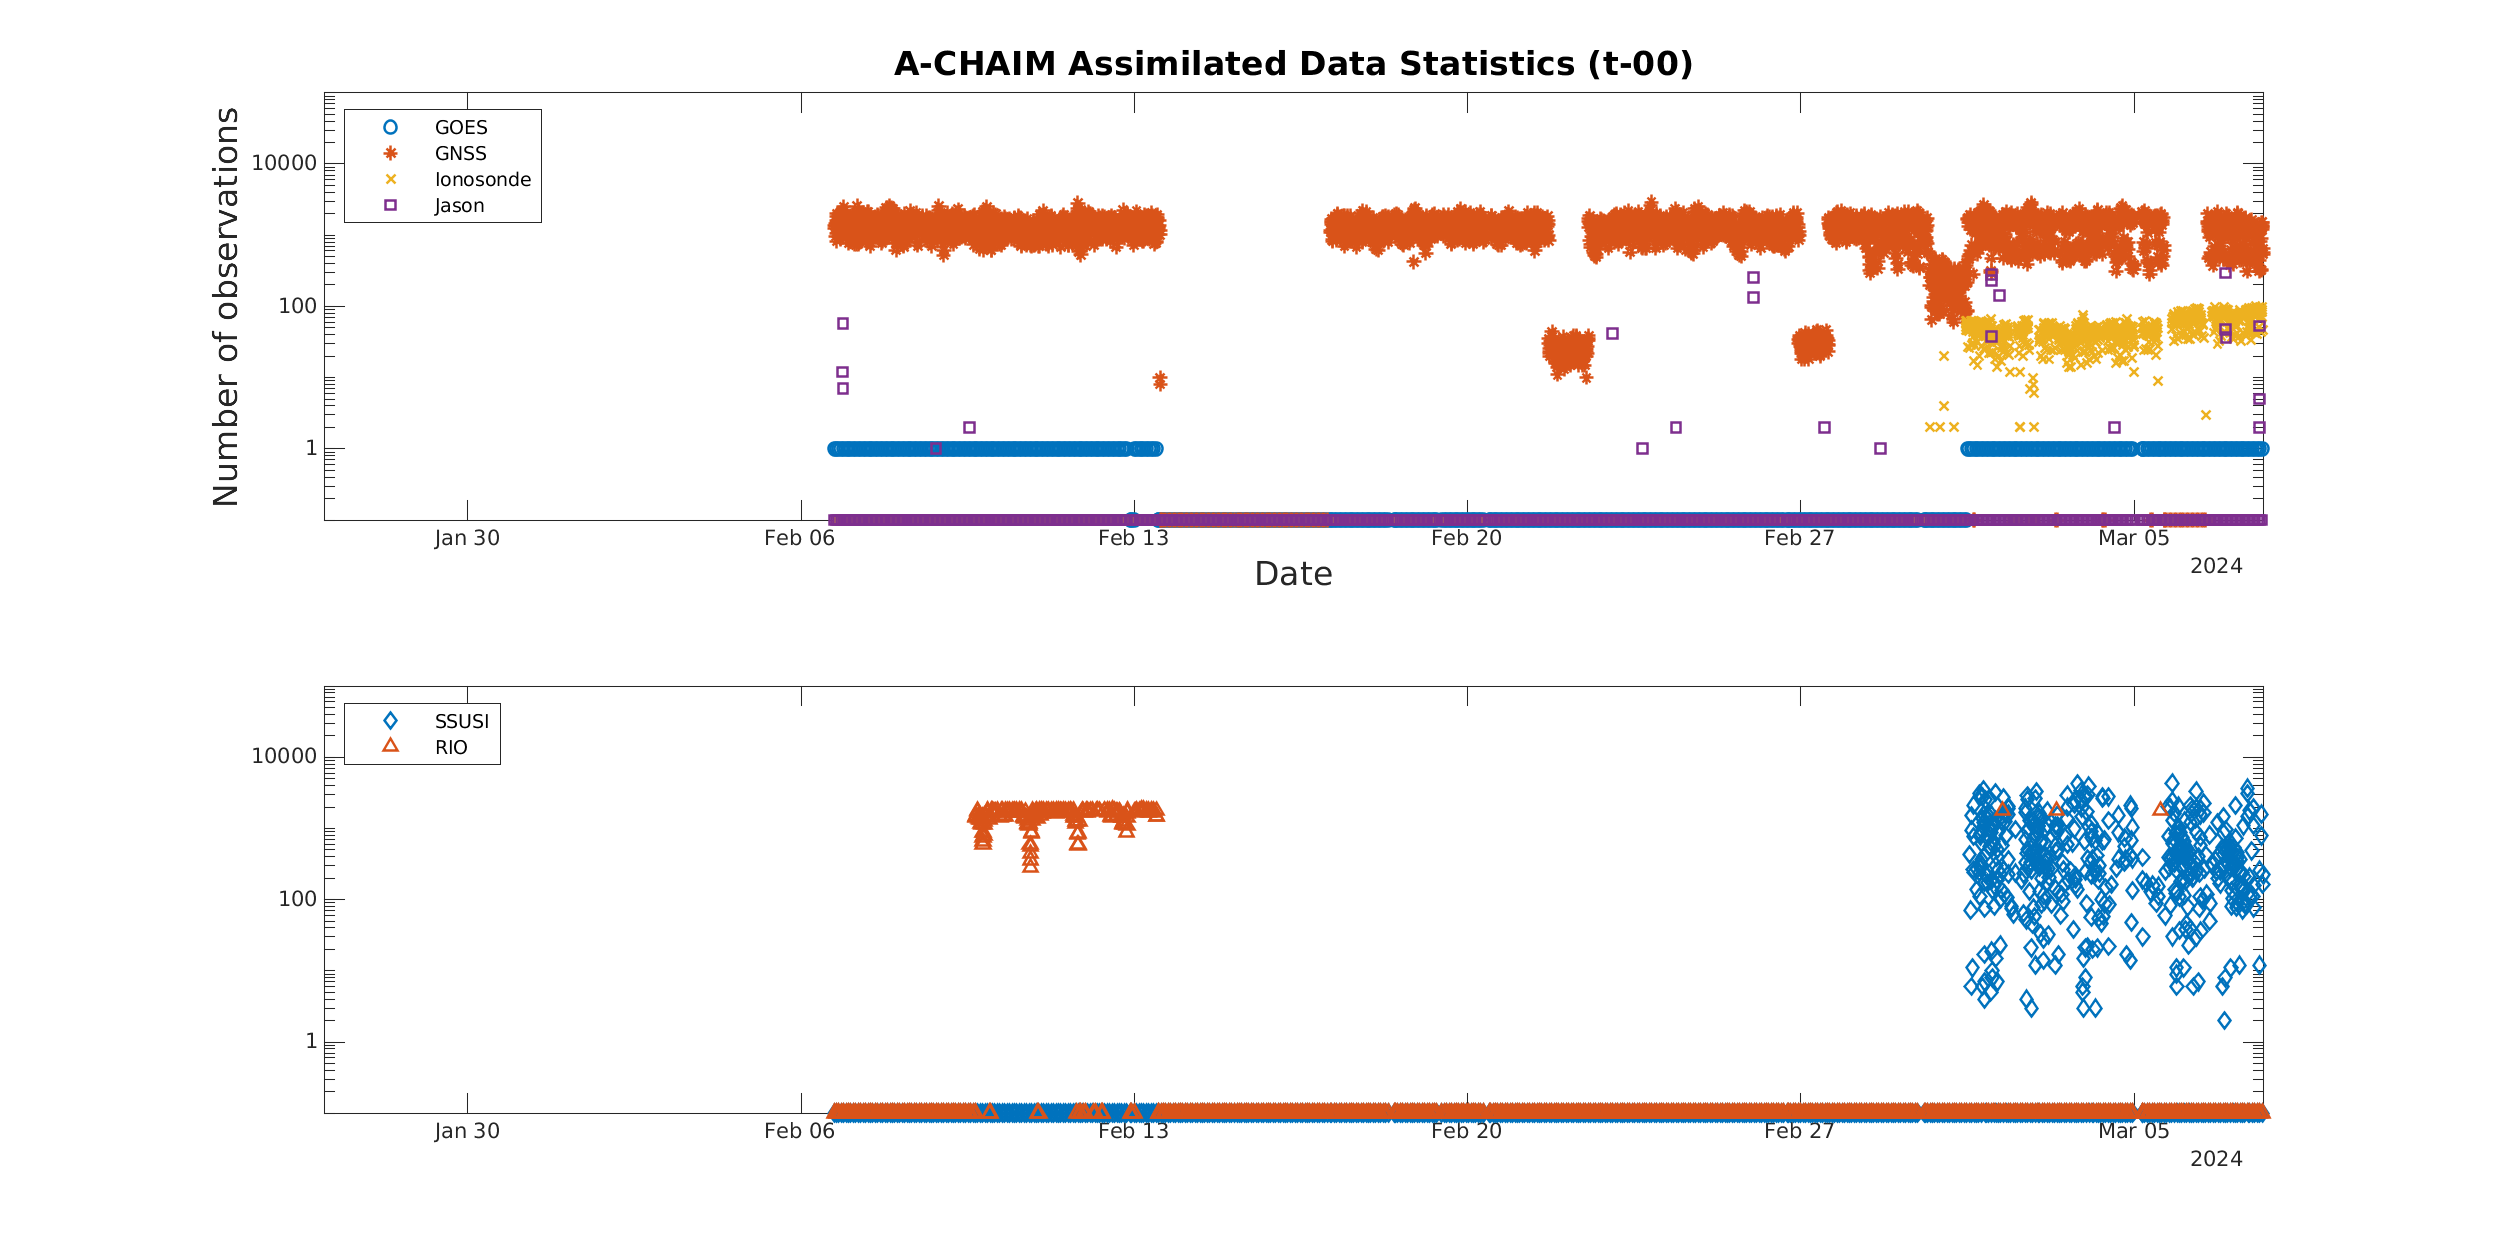 A-CHAIM Assimilated Data Statistics (t-00)
Number of observations
10000
100
1
GOES
GNSS
Ionosonde
Jason
Jan 30
Feb 06
Feb 13
Feb 20
Feb 27
Mar 05
2024
Date
10000
100
1
SSUSI
RIO
Jan 30
Feb 06
Feb 13
Feb 20
Feb 27
Mar 05
2024